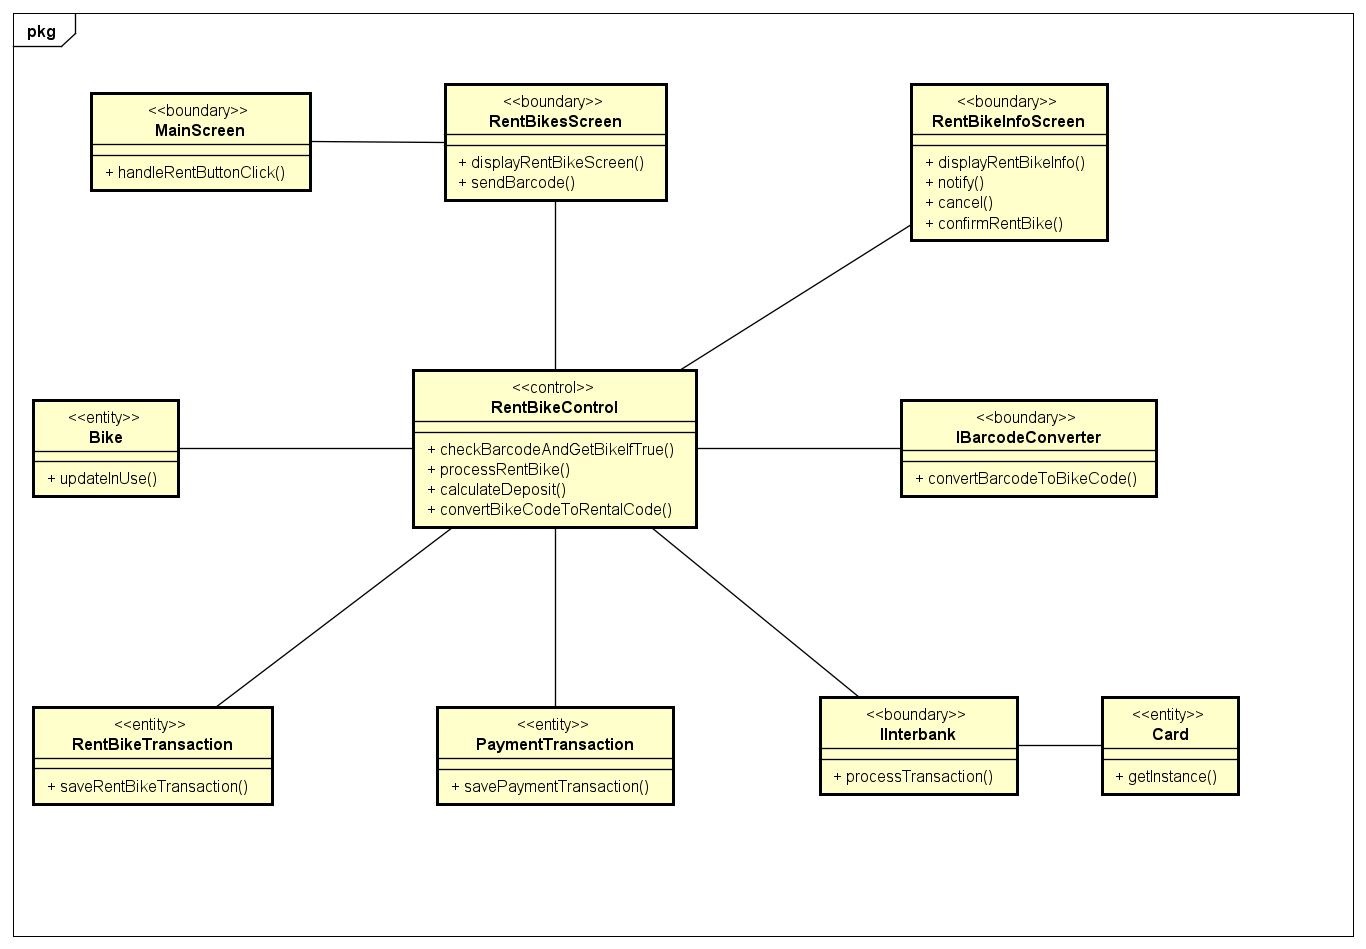 pkg
<<boundary>>
MainScreen
+ handleRentButtonClick()
<<boundary>>
RentBikesScreen
+ displayRentBikeScreen()
+ sendBarcode()
<<boundary>>
RentBikeInfoScreen
+ displayRentBikeInfo()
+ notify()
+ cancel()
+ confirmRentBike()
<<entity>>
Bike
+ updateInUse()
<<control>>
RentBikeControl
+ checkBarcodeAndGetBikeIfTrue()
+ processRentBike()
+ calculateDeposit()
+ convertBikeCodeToRentalCode()
<<boundary>>
IBarcodeConverter
+ convertBarcodeToBikeCode()
<<entity>>
RentBikeTransaction
+ saveRentBikeTransaction()
<<entity>>
PaymentTransaction
+ savePaymentTransaction()
<<boundary>>
IInterbank
+ processTransaction()
<<entity>>
Card
+ getInstance()